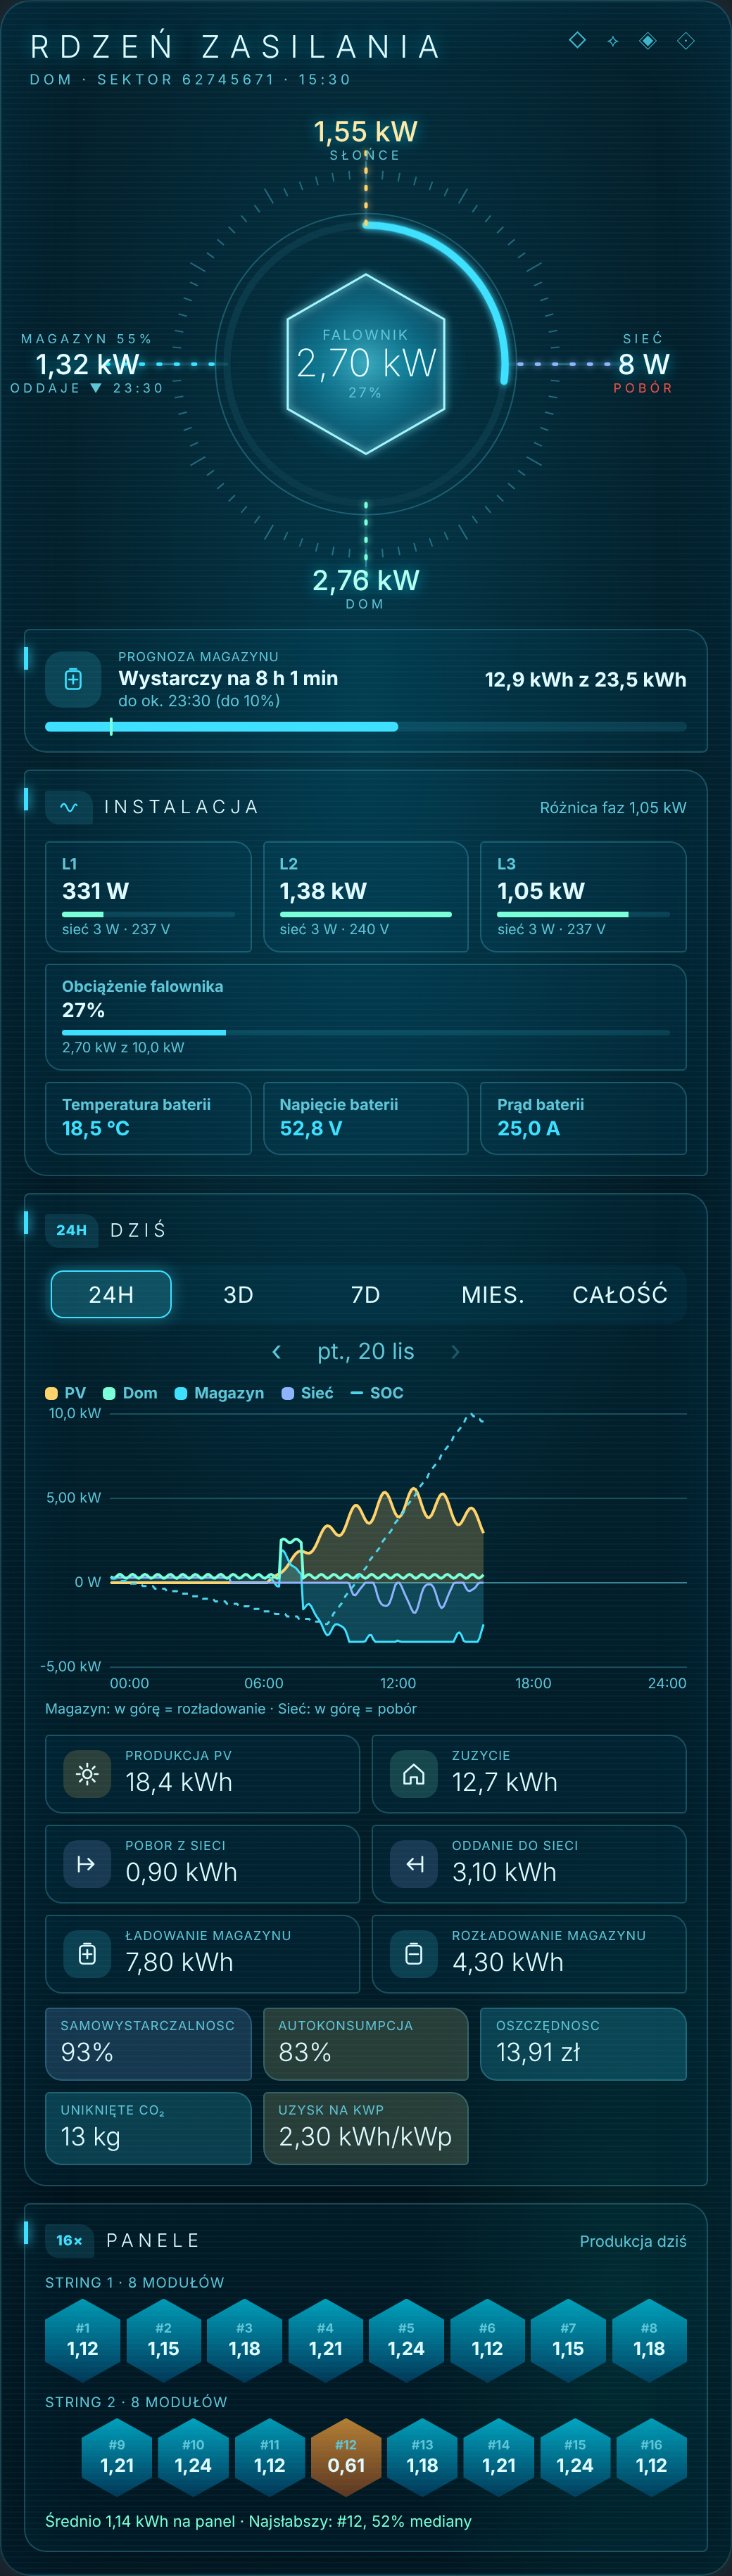 RDZEŃ ZASILANIA
DOM · SEKTOR 62745671 · 15:30
1,55 kW
SŁOŃCE
MAGAZYN 55%
1,32 kW
ODDAJE ▼ 23:30
FALOWNIK
2,70 kW
27%
SIEĆ
8 W
POBÓR
2,76 kW
DOM
PROGNOZA MAGAZYNU
Wystarczy na 8 h 1 min
12,9 kWh z 23,5 kWh
do ok. 23:30 (do 10%)
INSTALACJA
Różnica faz 1,05 kW
L1
331 W
sieć 3 W · 237 V
L2
1,38 kW
sieć 3 W · 240 V
L3
1,05 kW
sieć 3 W · 237 V
Obciążenie falownika
27%
2,70 kW z 10,0 kW
Temperatura baterii
18,5 °C
Napięcie baterii
52,8 V
Prąd baterii
25,0 A
24H DZIŚ
24H 3D 7D MIES. CAŁOŚĆ
‹ pt., 20 lis ›
PV Dom Magazyn Sieć SOC
10,0 kW
5,00 kW
0 W
-5,00 kW
00:00 06:00 12:00 18:00 24:00
Magazyn: w górę = rozładowanie · Sieć: w górę = pobór
PRODUKCJA PV
18,4 kWh
ZUZYCIE
12,7 kWh
POBOR Z SIECI
0,90 kWh
ODDANIE DO SIECI
3,10 kWh
ŁADOWANIE MAGAZYNU
7,80 kWh
ROZŁADOWANIE MAGAZYNU
4,30 kWh
SAMOWYSTARCZALNOSC
93%
AUTOKONSUMPCJA
83%
OSZCZĘDNOSC
13,91 zł
UNIKNIĘTE CO₂
13 kg
UZYSK NA KWP
2,30 kWh/kWp
16× PANELE
Produkcja dziś
STRING 1 · 8 MODUŁÓW
#1 #2 #3 #4 #5 #6 #7 #8
1,12 1,15 1,18 1,21 1,24 1,12 1,15 1,18
STRING 2 · 8 MODUŁÓW
#9 #10 #11 #12 #13 #14 #15 #16
1,21 1,24 1,12 0,61 1,18 1,21 1,24 1,12
Średnio 1,14 kWh na panel · Najsłabszy: #12, 52% mediany